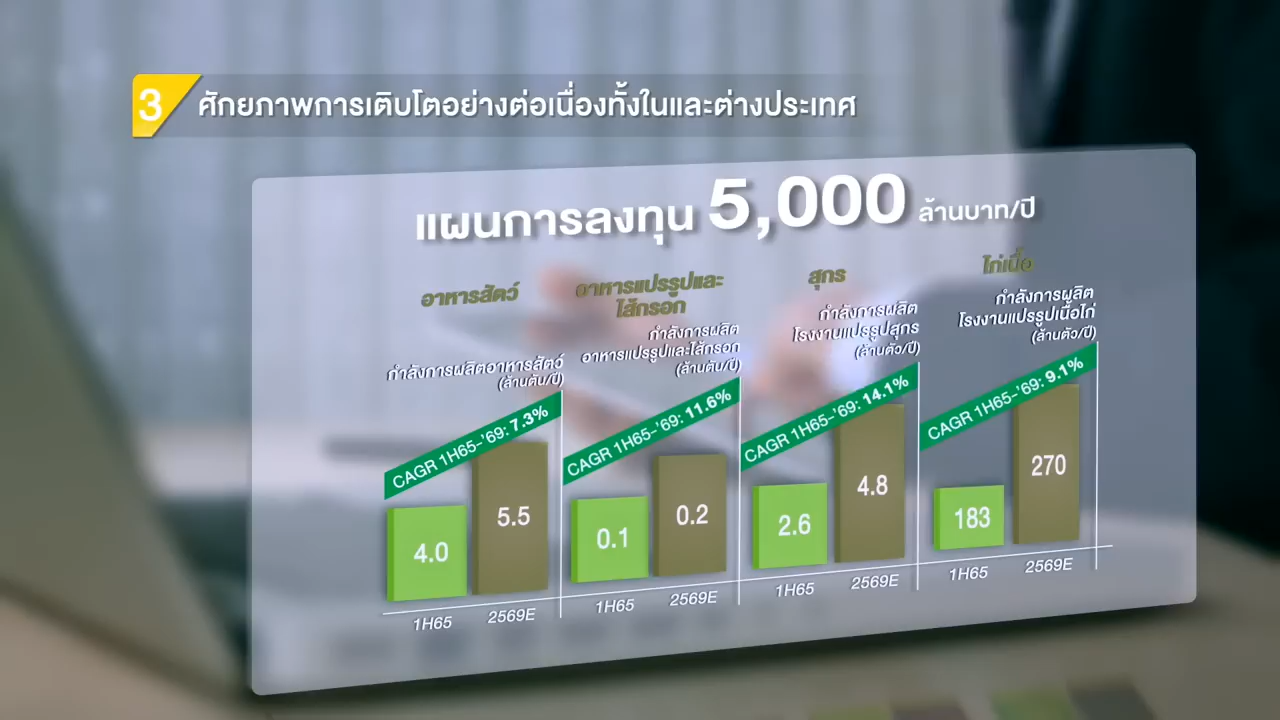 3 ศักยภาพการเติบโตอย่างต่อเนื่องทั้งในและต่างประเทศ
แผนการลงทุน 5,000 ล้านบาท/ปี
อาหารสัตว์
กำลังการผลิตอาหารสัตว์
(ล้านตัน/ปี)
CAGR 1H65-'69: 7.3%
4.0
5.5
1H65
2569E
อาหารแปรรูปและ
ไส้กรอก
กำลังการผลิต
อาหารแปรรูปและไส้กรอก
(ล้านตัน/ปี)
CAGR 1H65-'69: 11.6%
0.1
0.2
1H65
2569E
สุกร
กำลังการผลิต
โรงงานแปรรูปสุกร
(ล้านตัว/ปี)
CAGR 1H65-'69: 14.1%
2.6
4.8
1H65
2569E
ไก่เนื้อ
กำลังการผลิต
โรงงานแปรรูปเนื้อไก่
(ล้านตัว/ปี)
CAGR 1H65-'69: 9.1%
183
270
1H65
2569E